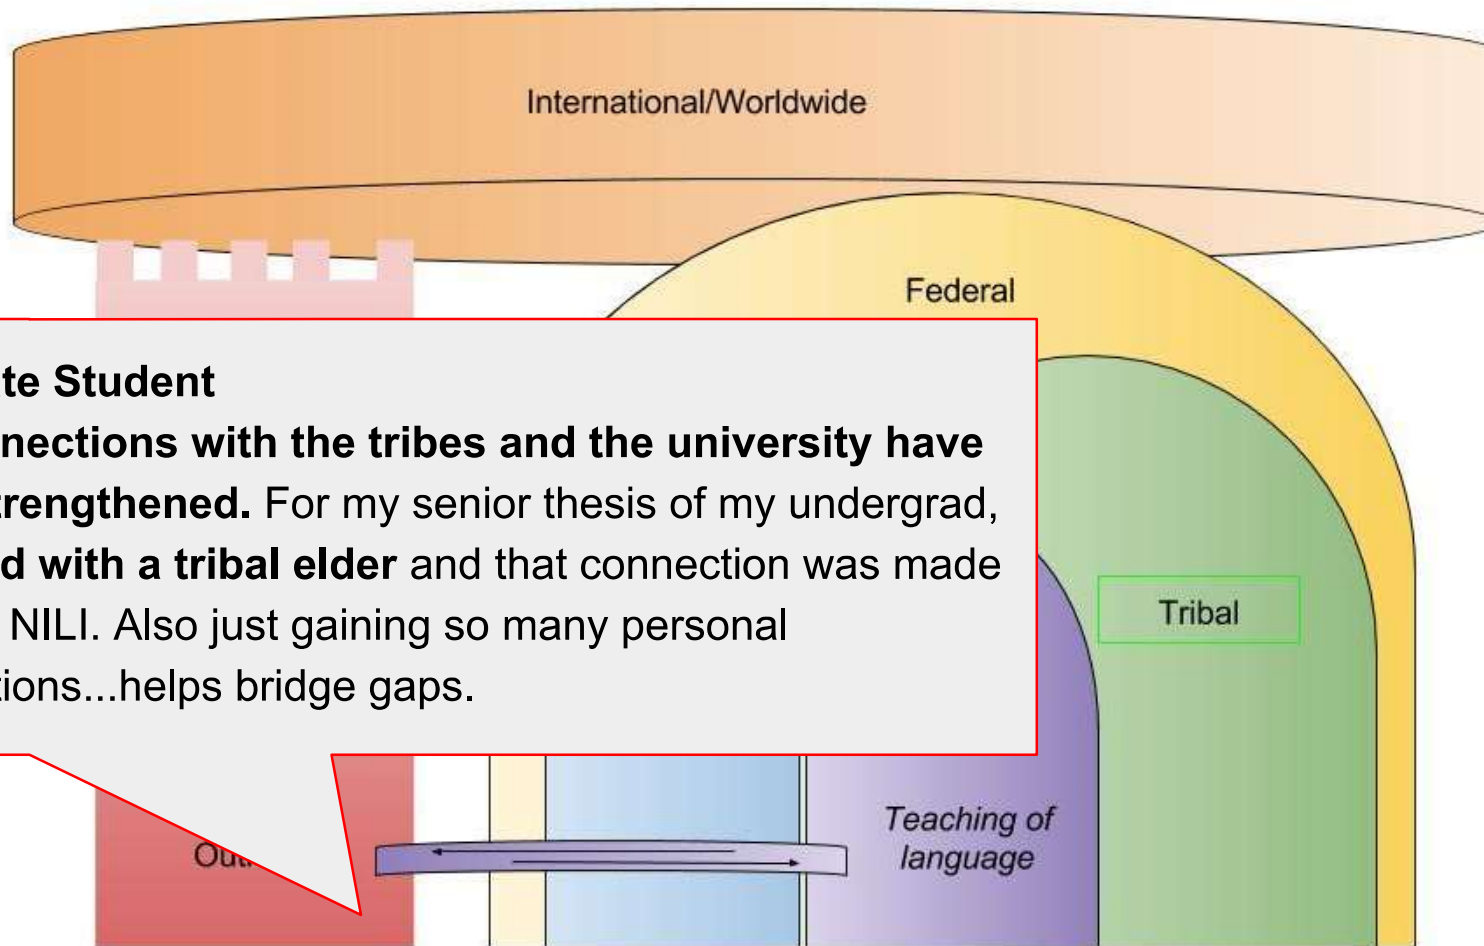 International/Worldwide
Federal
te Student
nections with the tribes and the university have
trengthened. For my senior thesis of my undergrad,
d with a tribal elder and that connection was made
NILI. Also just gaining so many personal
tions...helps bridge gaps.
Tribal
Teaching of
language